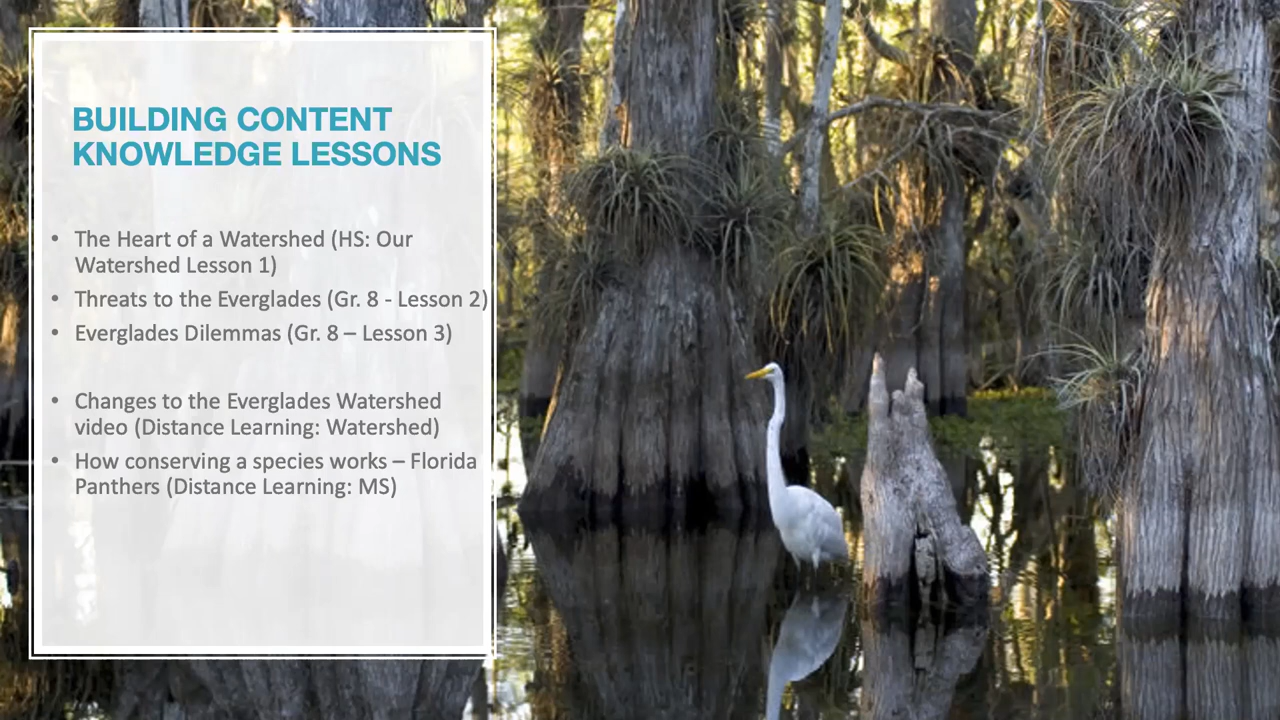 BUILDING CONTENT
KNOWLEDGE LESSONS
• The Heart of a Watershed (HS: Our
Watershed Lesson 1)
• Threats to the Everglades (Gr. 8 - Lesson 2)
• Everglades Dilemmas (Gr. 8 – Lesson 3)
• Changes to the Everglades Watershed
video (Distance Learning: Watershed)
• How conserving a species works – Florida
Panthers (Distance Learning: MS)